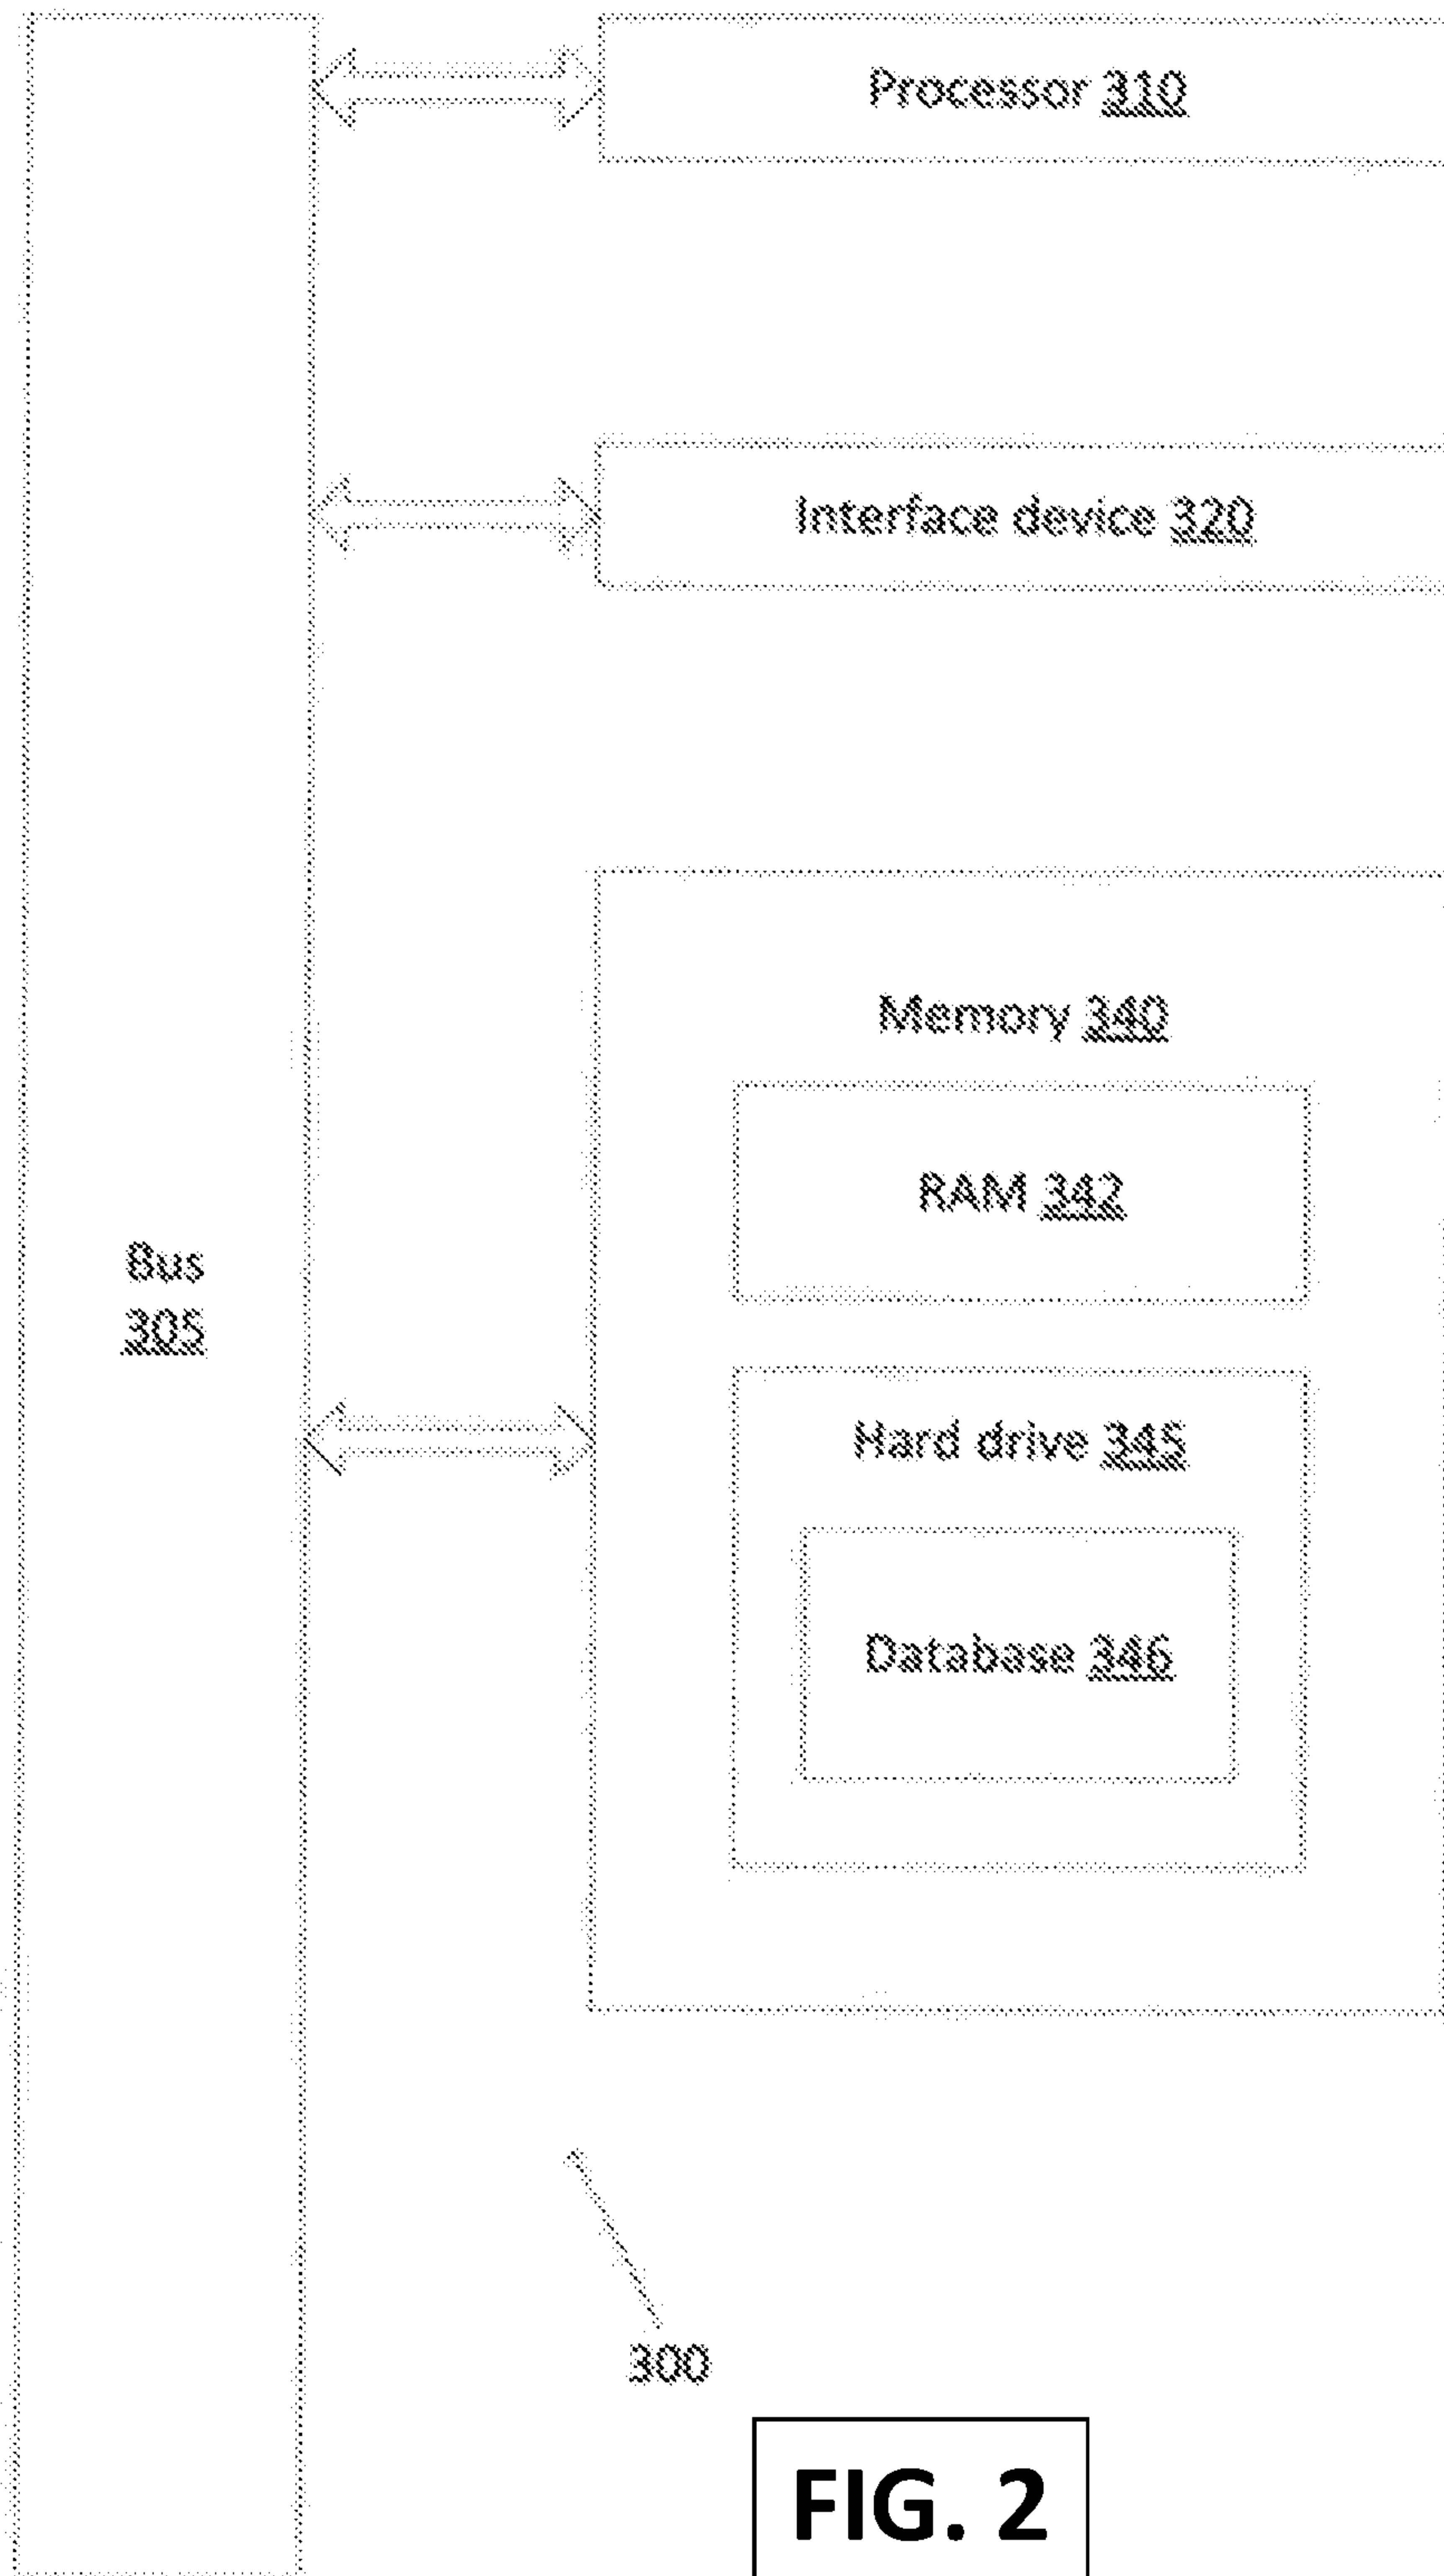 Processor 310
Interface device 320
Memory 340
RAM 342
Bus
305
Hard drive 345
Database 346
300
FIG. 2